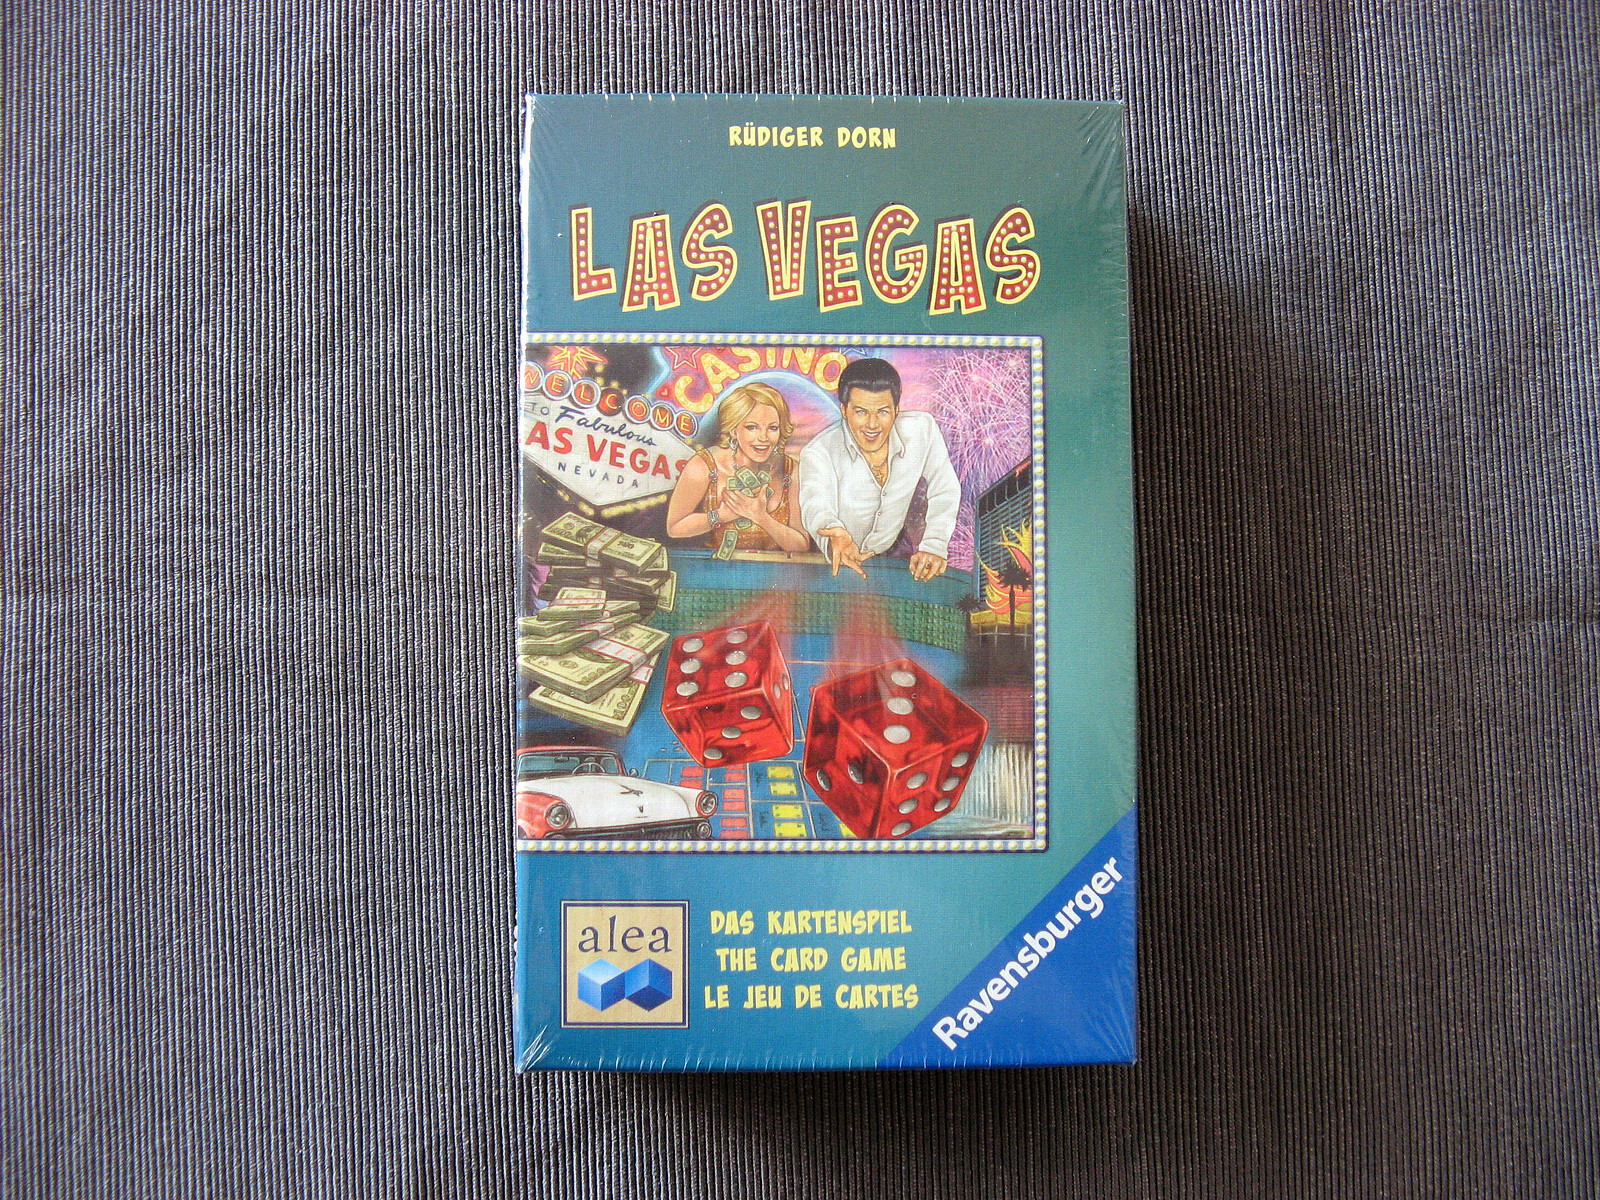 RÜDIGER DORN
LAS VEGAS
CASINO
WELCOME
TO Fabulous
AS VEGAS
NEVADA
alea
DAS KARTENSPIEL
THE CARD GAME
LE JEU DE CARTES
Ravensburger